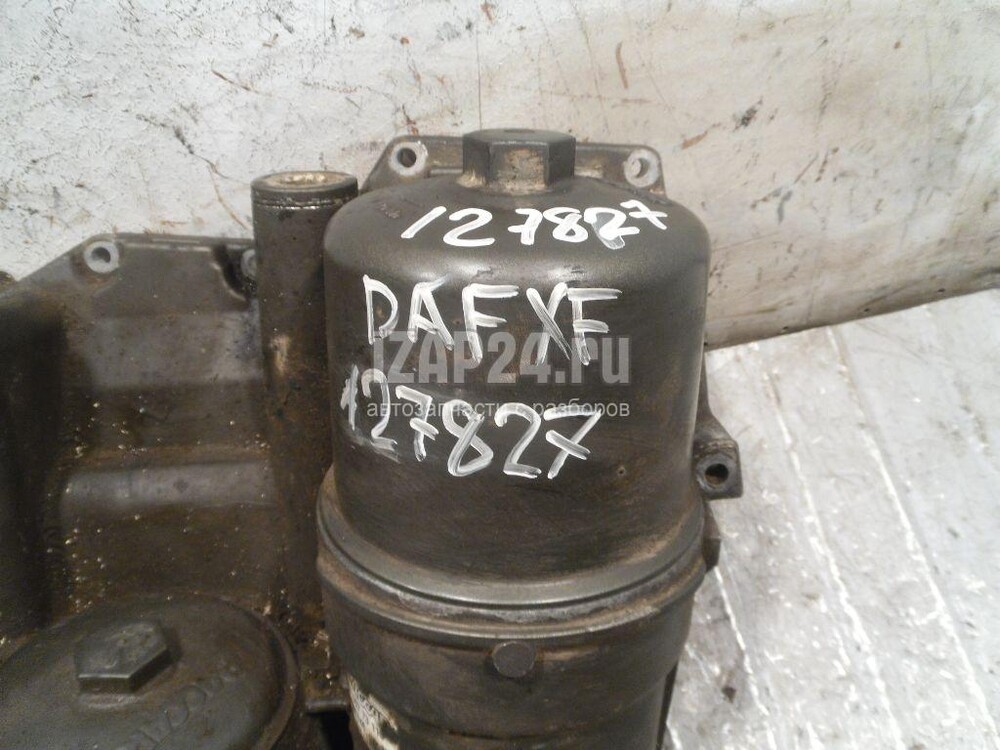 127827
DAF XF
IZAP24.ru
автозапчасти с разборов
127827